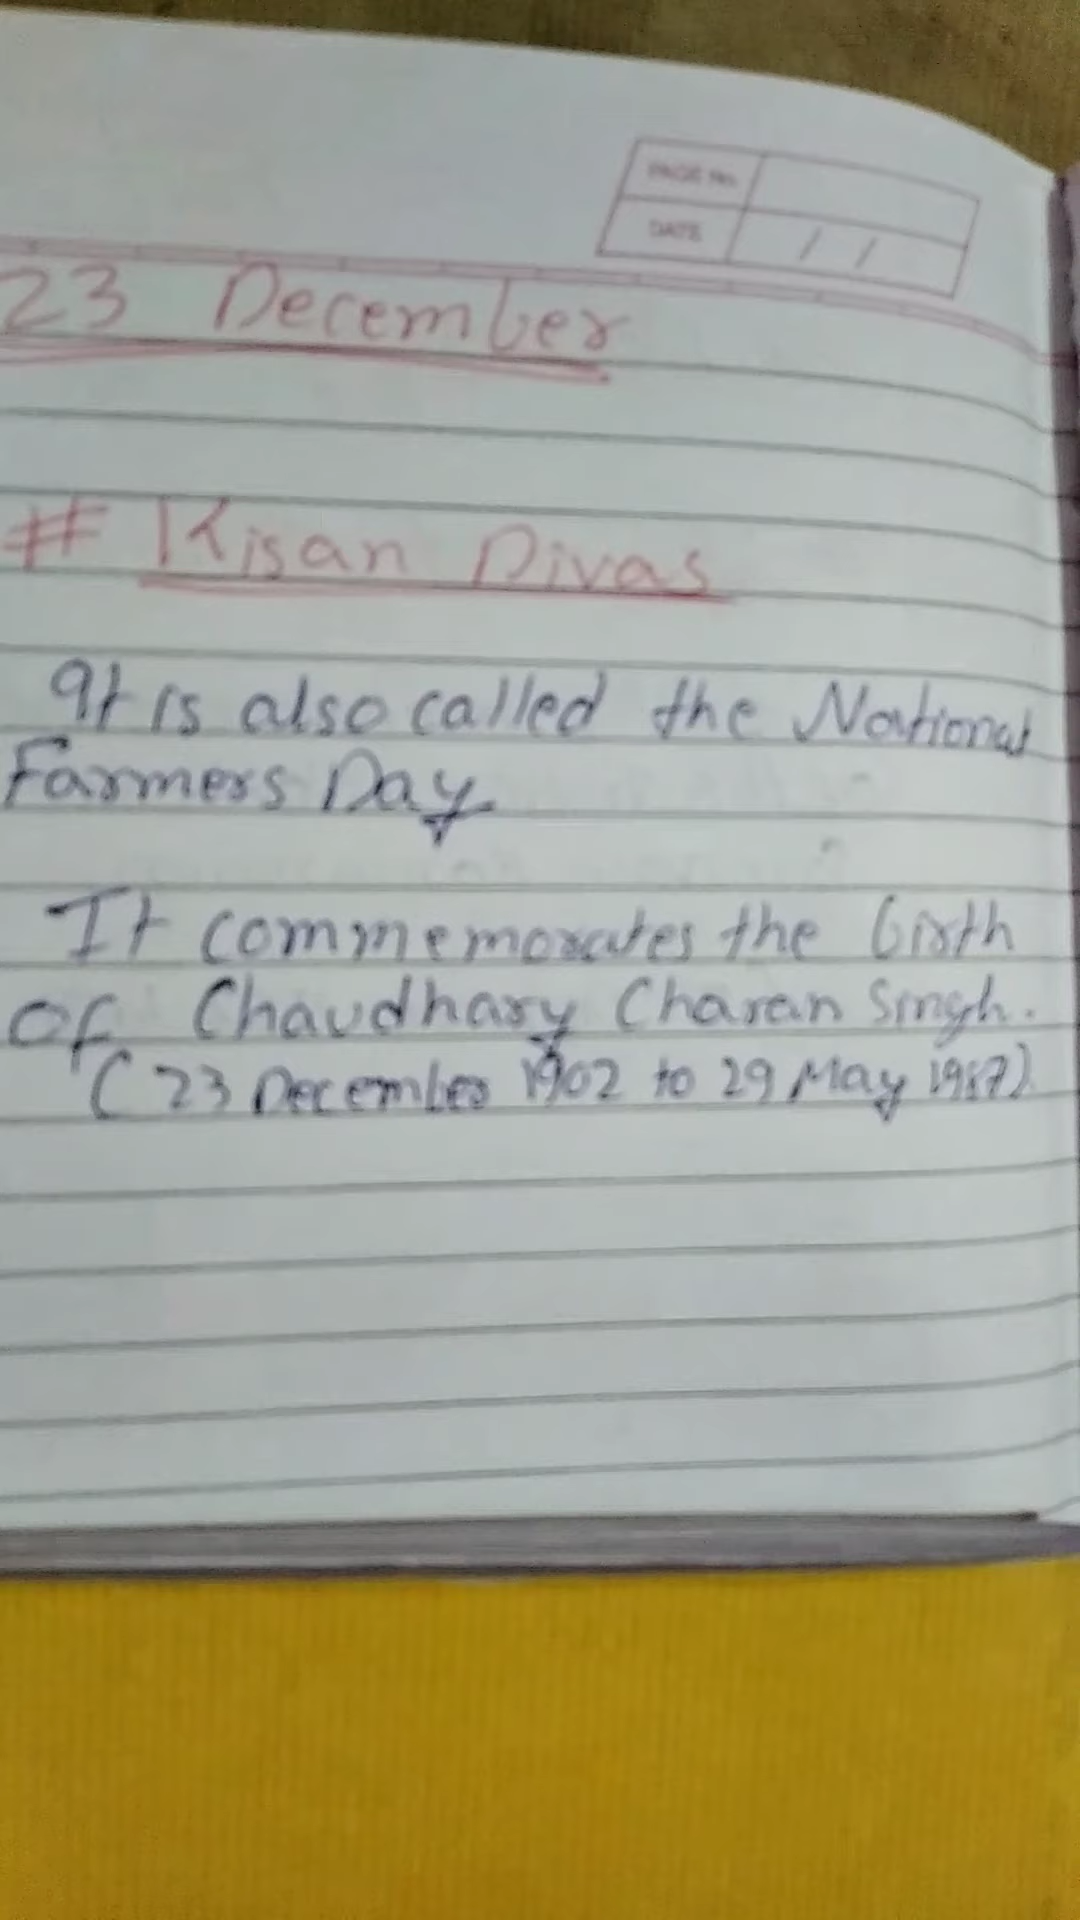 PAGE No.
DATE / /
23 December
# Kisan Divas
It is also called the National
Farmers Day
It commemorates the birth
of Chaudhary Charan Singh.
(23 December 1902 to 29 May 1987)